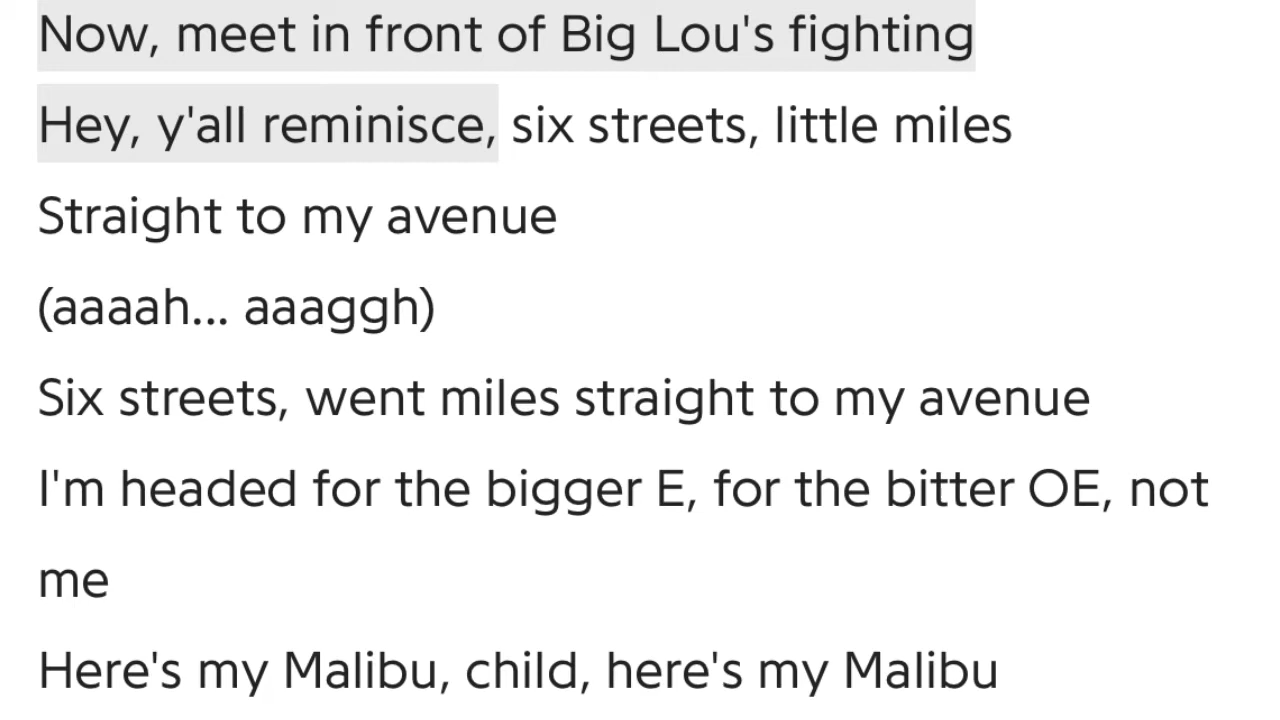 Now, meet in front of Big Lou's fighting
Hey, y'all reminisce, six streets, little miles
Straight to my avenue
(aaaah... aaaggh)
Six streets, went miles straight to my avenue
I'm headed for the bigger E, for the bitter OE, not
me
Here's my Malibu, child, here's my Malibu